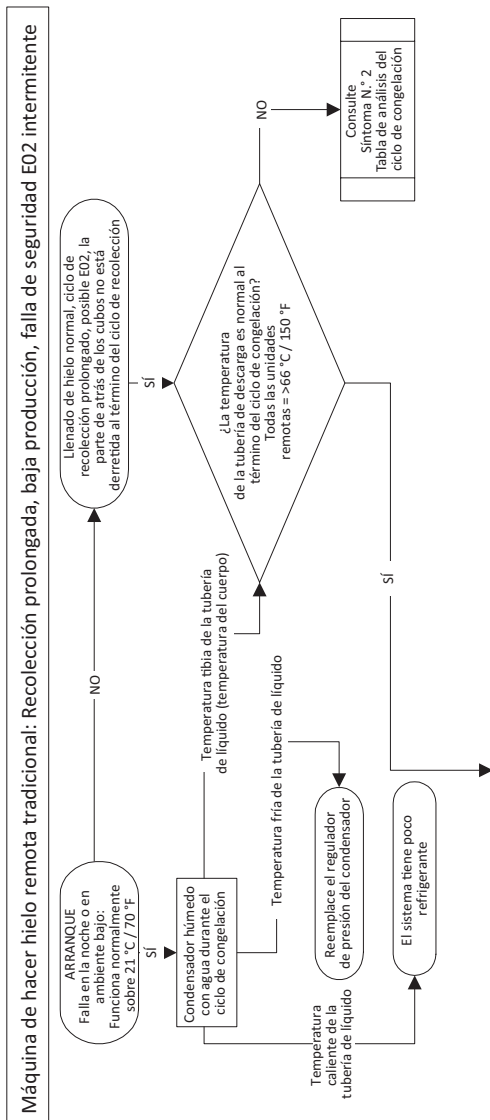 Máquina de hacer hielo remota tradicional: Recolección prolongada, baja producción, falla de seguridad E02 intermitente
ARRANQUE
Falla en la noche o en
ambiente bajo:
Funciona normalmente
sobre 21 °C / 70 °F
NO
Llenado de hielo normal, ciclo de
recolección prolongado, posible E02, la
parte de atrás de los cubos no está
derretida al término del ciclo de recolección
SÍ
SÍ
Condensador húmedo
con agua durante el
ciclo de congelación
Temperatura tibia de la tubería
de líquido (temperatura del cuerpo)
¿La temperatura
de la tubería de descarga es normal al
término del ciclo de congelación?
Todas las unidades
remotas = >66 °C / 150 °F
NO
Consulte
Síntoma N.° 2
Tabla de análisis del
ciclo de congelación
Temperatura fría de la tubería de líquido
Reemplace el regulador
de presión del condensador
Temperatura
caliente de la
tubería de líquido
El sistema tiene poco
refrigerante
SÍ